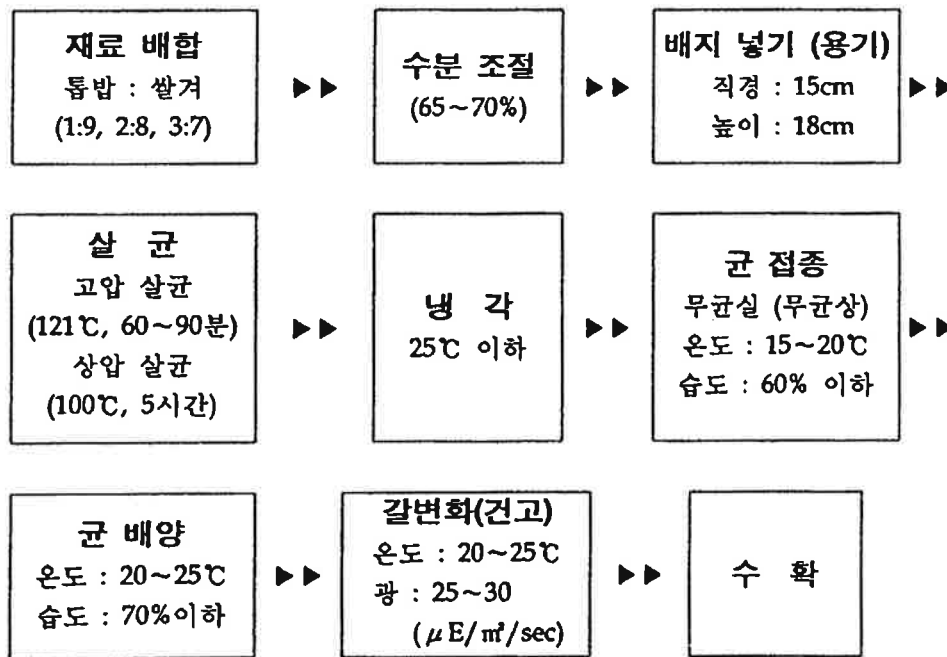 재료 배합
톱밥 : 쌀겨
(1:9, 2:8, 3:7)
▶▶
수분 조절
(65~70%)
▶▶
배지 넣기 (용기)
직경 : 15cm
높이 : 18cm
▶▶
살 균
고압 살균
(121℃, 60~90분)
상압 살균
(100℃, 5시간)
▶▶
냉 각
25℃ 이하
▶▶
균 접종
무균실 (무균상)
온도 : 15~20℃
습도 : 60% 이하
▶▶
균 배양
온도 : 20~25℃
습도 : 70%이하
▶▶
갈변화(건고)
온도 : 20~25℃
광 : 25~30
(μE/㎡/sec)
▶▶
수 확